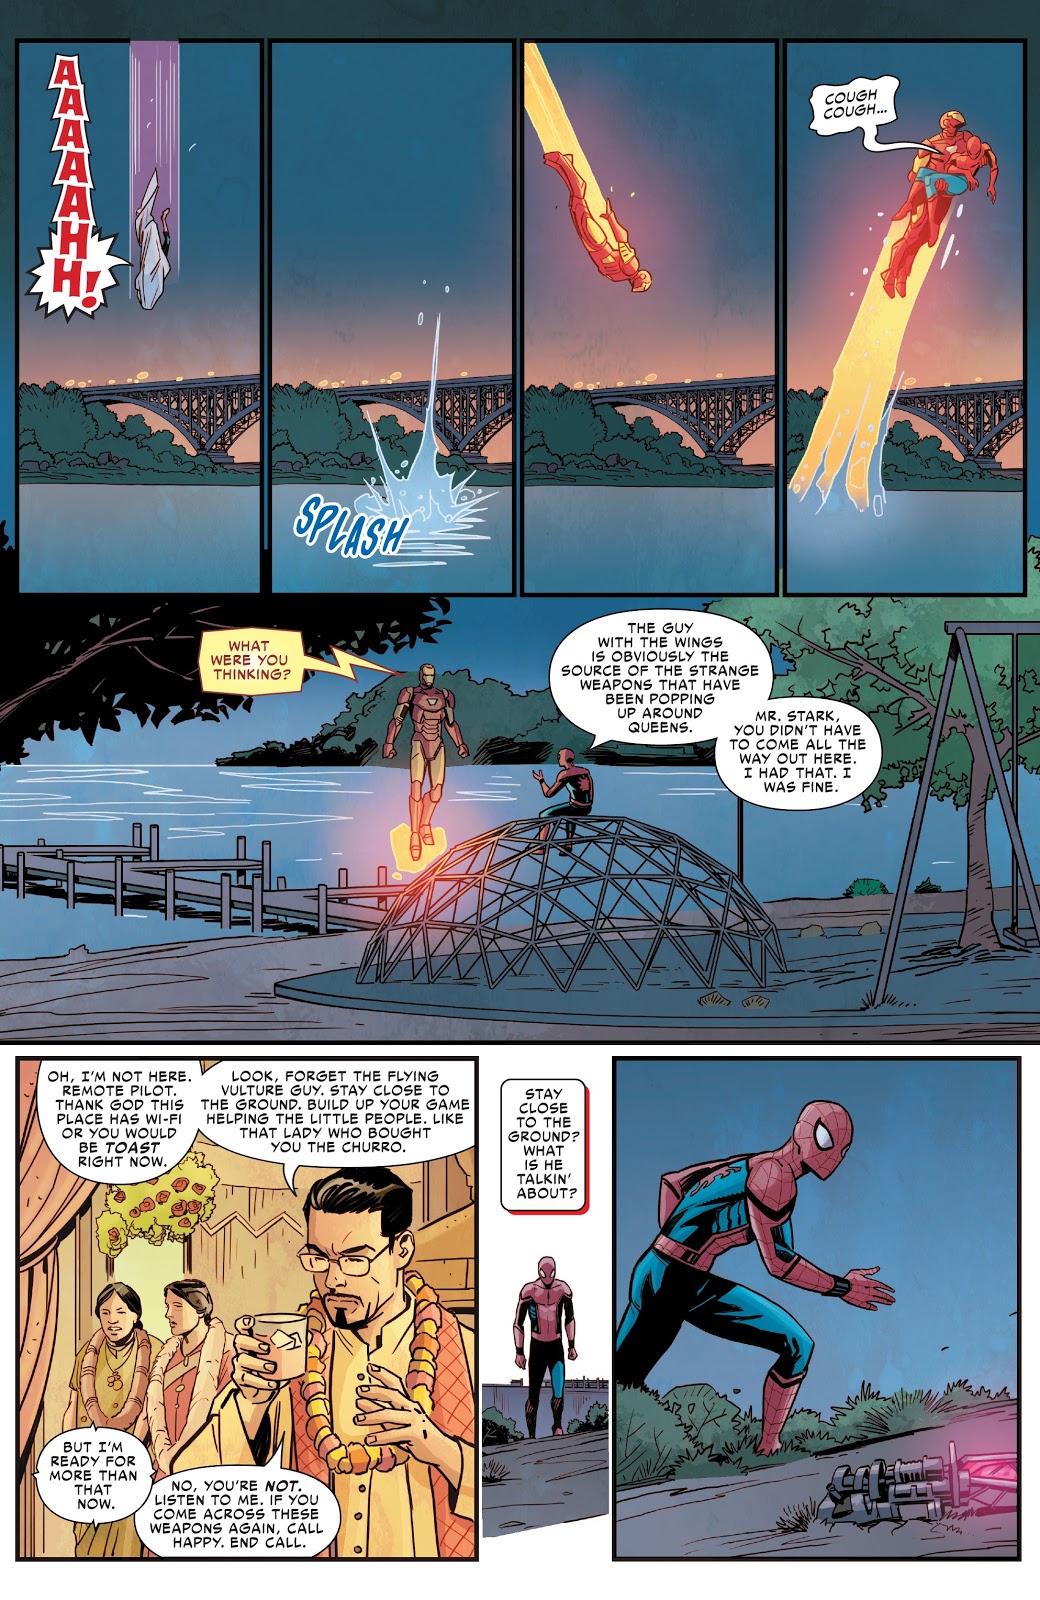 AAAAAHH!
SPLASH
COUGH
COUGH...
WHAT
WERE YOU
THINKING?
THE GUY
WITH THE WINGS
IS OBVIOUSLY THE
SOURCE OF THE STRANGE
WEAPONS THAT HAVE
BEEN POPPING
UP AROUND
QUEENS.
MR. STARK,
YOU DIDN'T HAVE
TO COME ALL THE
WAY OUT HERE.
I HAD THAT. I
WAS FINE.
OH, I'M NOT HERE.
REMOTE PILOT.
THANK GOD THIS
PLACE HAS WI-FI
OR YOU WOULD
BE TOAST
RIGHT NOW.
LOOK, FORGET THE FLYING
VULTURE GUY. STAY CLOSE TO
THE GROUND. BUILD UP YOUR GAME
HELPING THE LITTLE PEOPLE. LIKE
THAT LADY WHO BOUGHT
YOU THE CHURRO.
BUT I'M
READY FOR
MORE THAN
THAT
NOW.
NO, YOU'RE NOT.
LISTEN TO ME. IF YOU
COME ACROSS THESE
WEAPONS AGAIN, CALL
HAPPY. END CALL.
STAY
CLOSE
TO THE
GROUND?
WHAT
IS HE
TALKIN'
ABOUT?